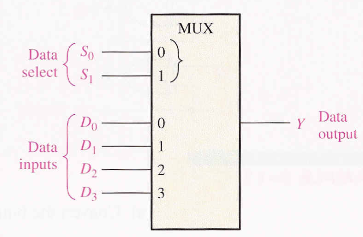 MUX
Data select S0 0
S1 1
Data inputs D0 0
D1 1
D2 2
D3 3
Y Data output